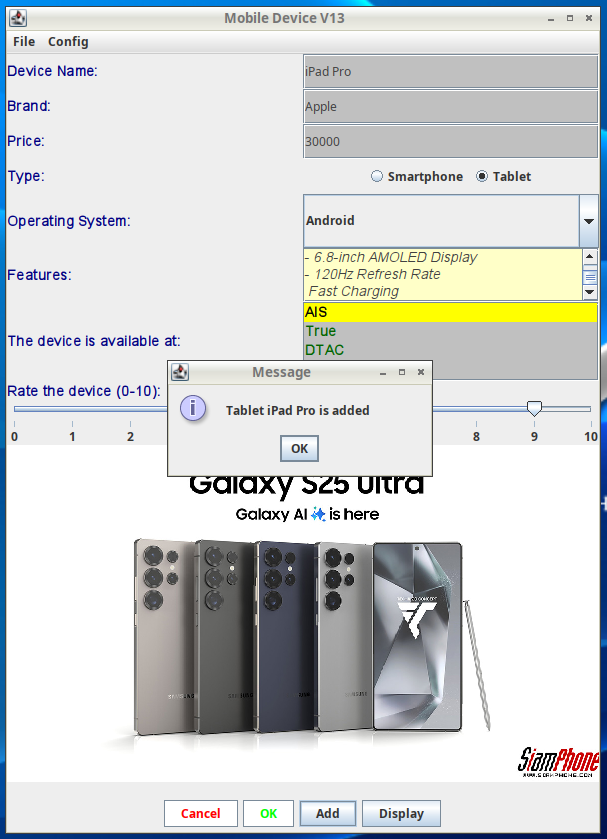 Mobile Device V13
File Config
Device Name: iPad Pro
Brand: Apple
Price: 30000
Type: Smartphone Tablet
Operating System: Android
Features:
- 6.8-inch AMOLED Display
- 120Hz Refresh Rate
Fast Charging
The device is available at:
AIS
True
DTAC
Rate the device (0-10):
0 1 2 8 9 10
Message
Tablet iPad Pro is added
OK
Galaxy S25 Ultra
Galaxy AI is here
SiamPhone
WWW.SIAMPHONE.COM
Cancel OK Add Display